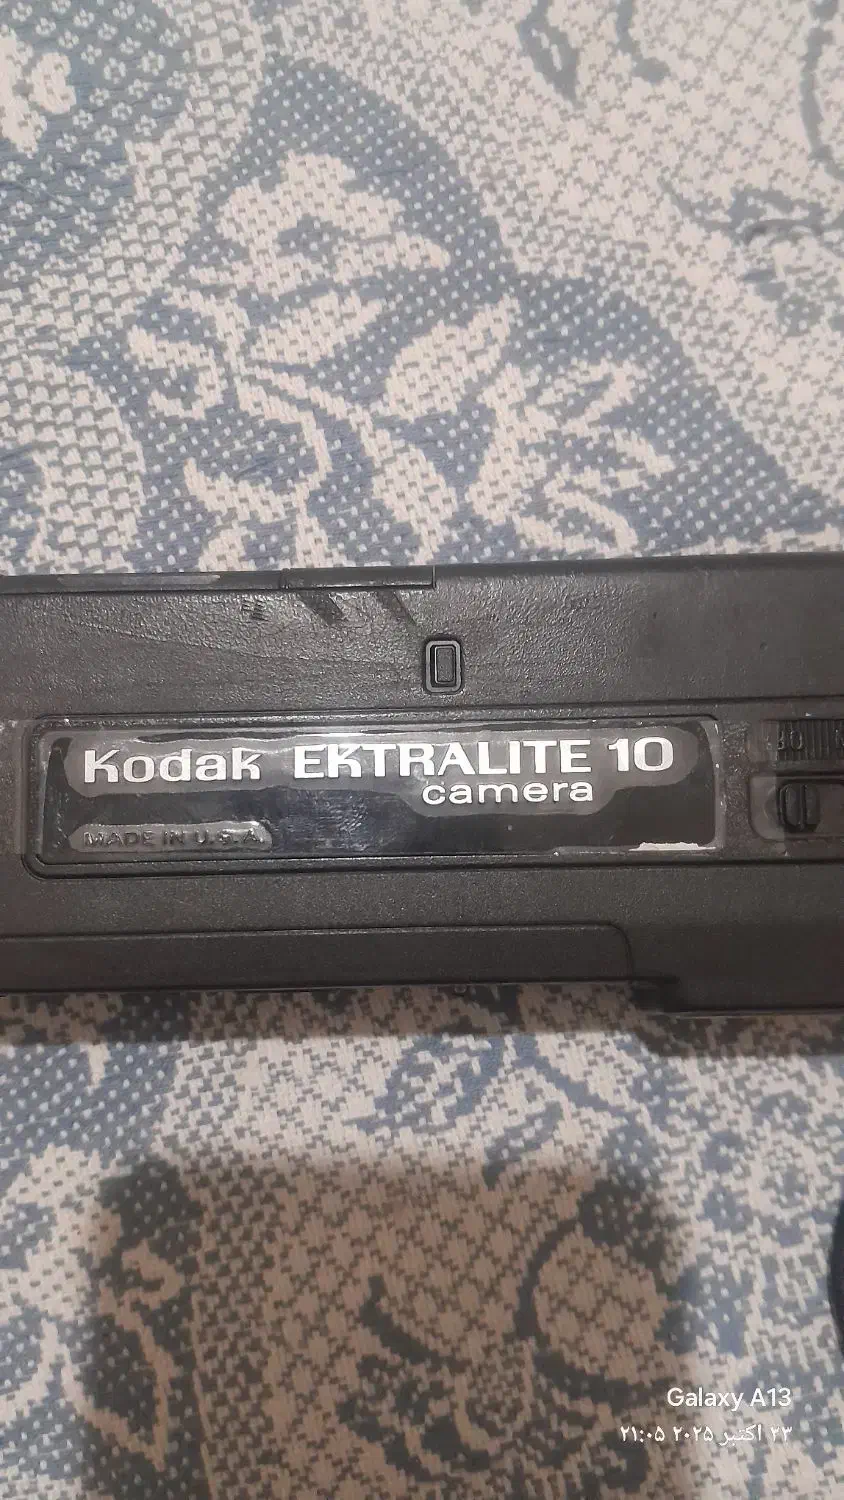 Kodak EKTRALITE 10
camera
MADE IN U.S.A.
Galaxy A13
۲۳ اکتبر ۲۰۲۵ ۲۱:۰۵